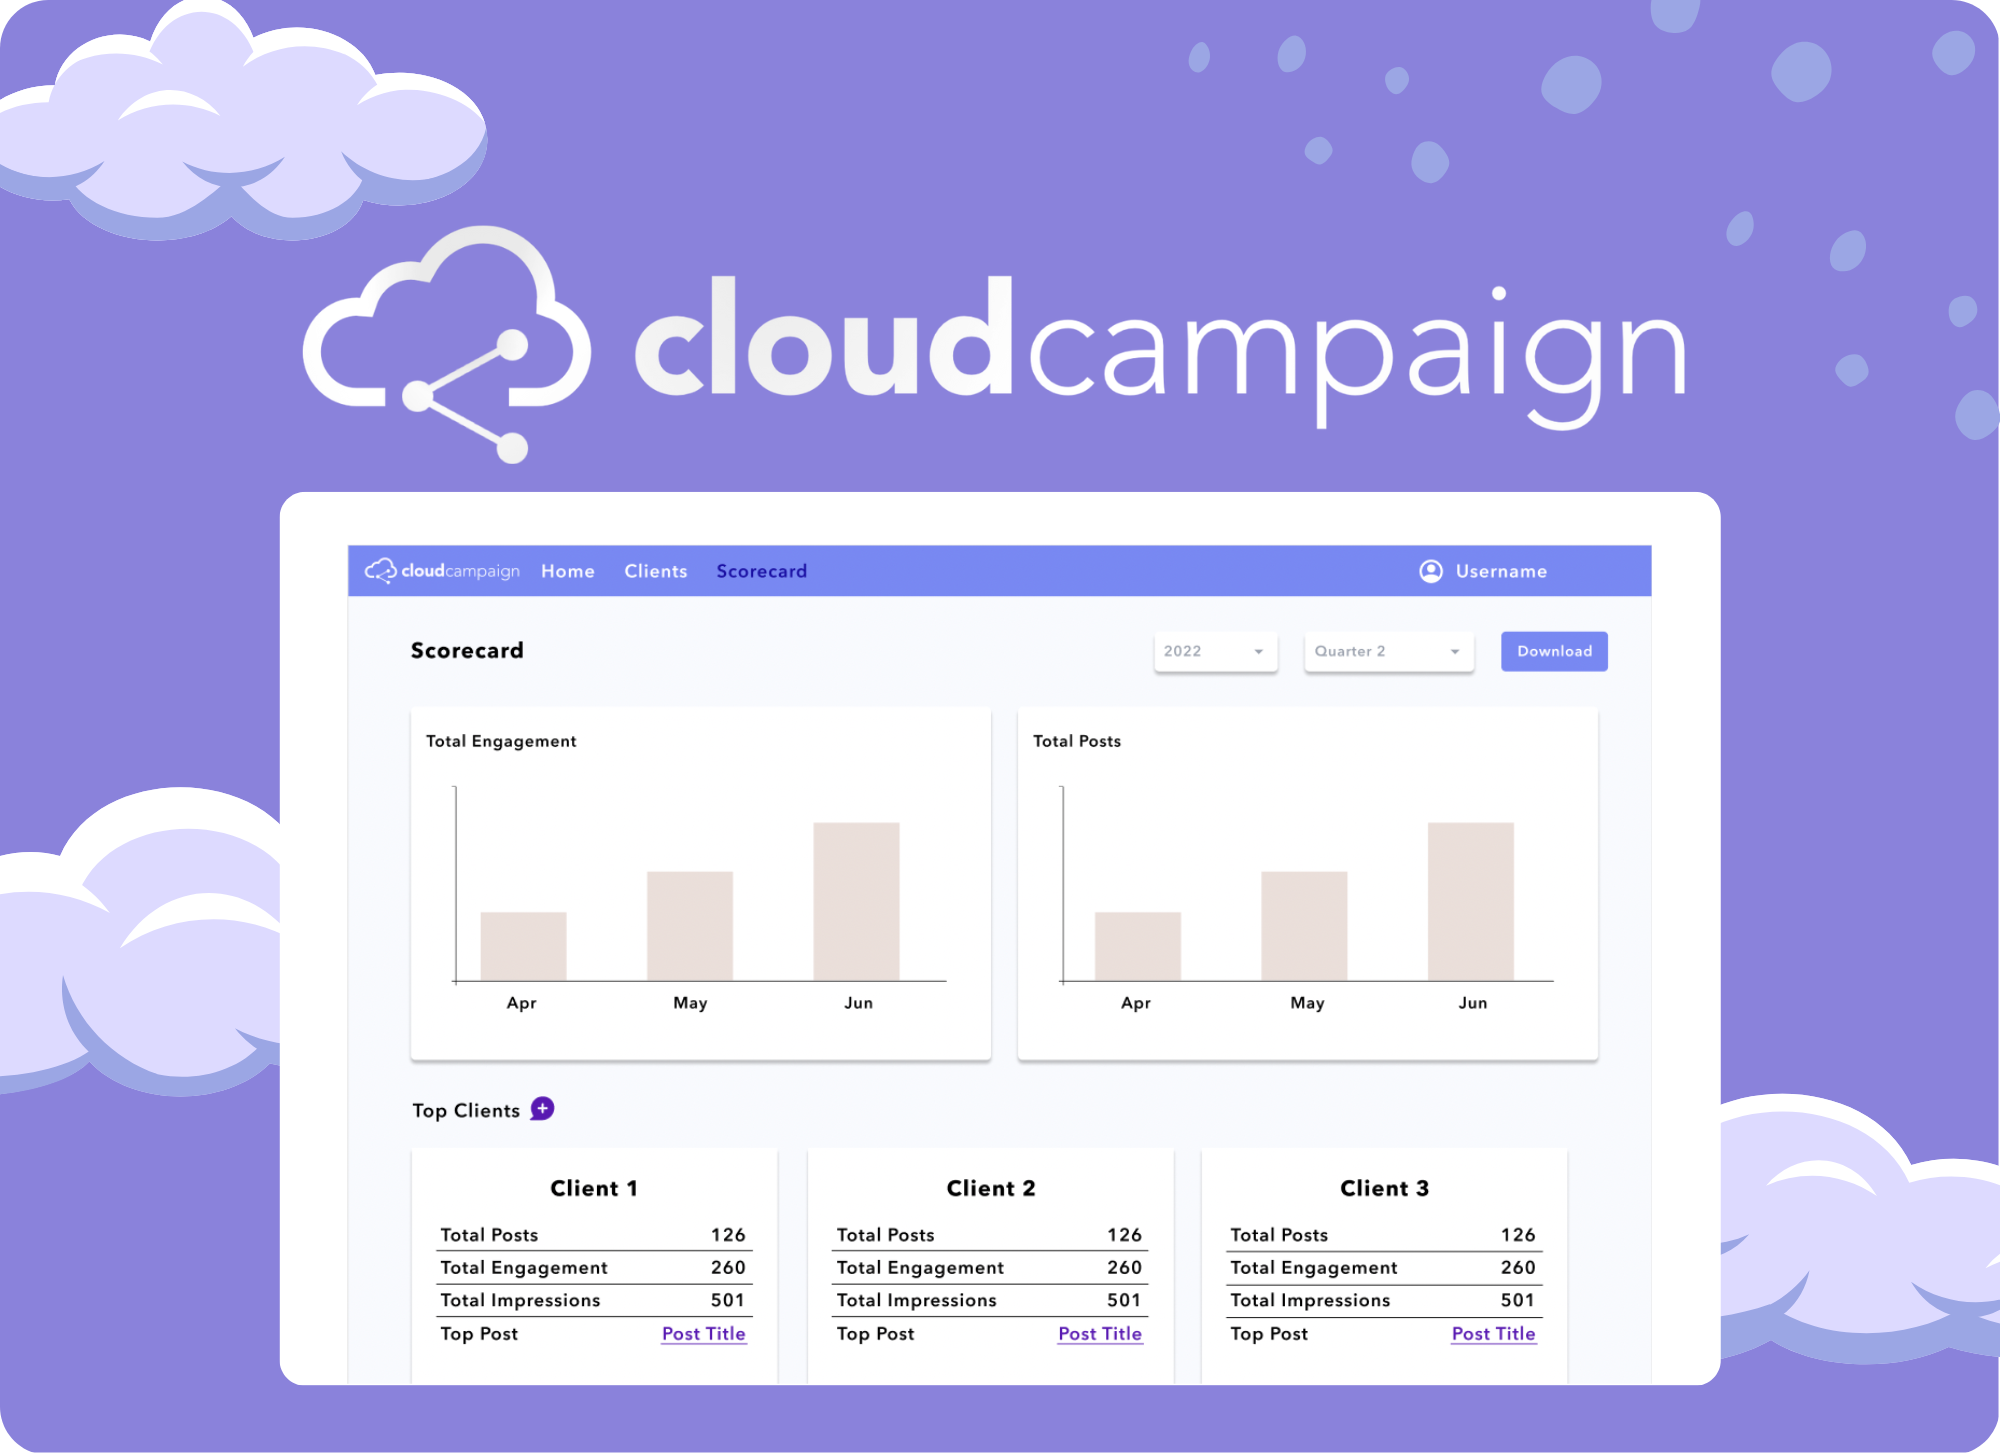 cloudcampaign
cloudcampaign Home Clients Scorecard Username
Scorecard 2022 Quarter 2 Download
Total Engagement
Apr May Jun
Total Posts
Apr May Jun
Top Clients
Client 1
Total Posts 126
Total Engagement 260
Total Impressions 501
Top Post Post Title
Client 2
Total Posts 126
Total Engagement 260
Total Impressions 501
Top Post Post Title
Client 3
Total Posts 126
Total Engagement 260
Total Impressions 501
Top Post Post Title